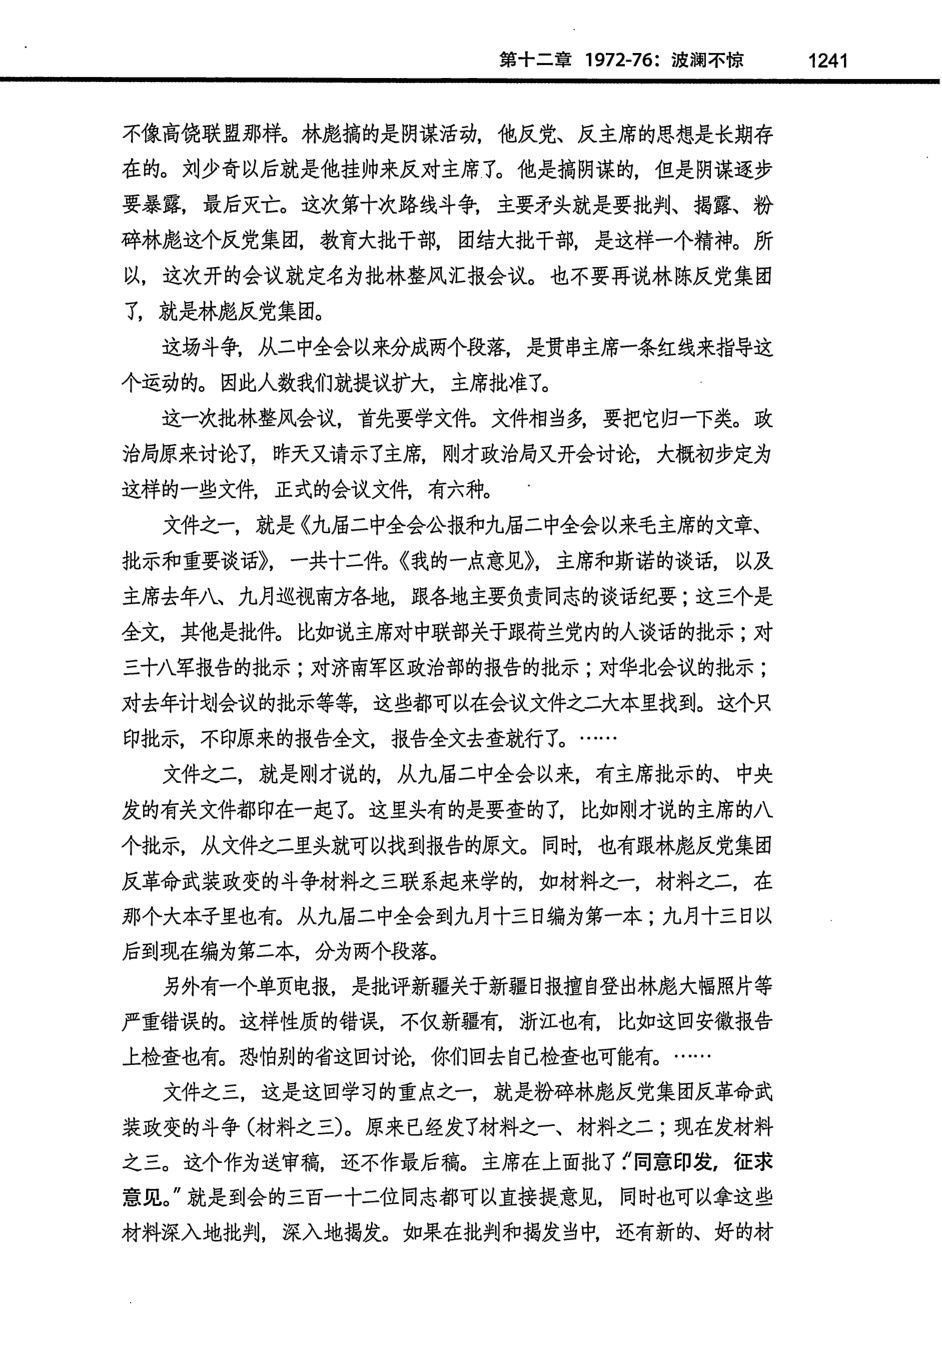 第十二章 1972-76：波澜不惊 1241
不像高饶联盟那样。林彪搞的是阴谋活动，他反党、反主席的思想是长期存
在的。刘少奇以后就是他挂帅来反对主席了。他是搞阴谋的，但是阴谋逐步
要暴露，最后灭亡。这次第十次路线斗争，主要矛头就是要批判、揭露、粉
碎林彪这个反党集团，教育大批干部，团结大批干部，是这样一个精神。所
以，这次开的会议就定名为批林整风汇报会议。也不要再说林陈反党集团
了，就是林彪反党集团。
这场斗争，从二中全会以来分成两个段落，是贯串主席一条红线来指导这
个运动的。因此人数我们就提议扩大，主席批准了。
这一次批林整风会议，首先要学文件。文件相当多，要把它归一下类。政
治局原来讨论了，昨天又请示了主席，刚才政治局又开会讨论，大概初步定为
这样的一些文件，正式的会议文件，有六种。
文件之一，就是《九届二中全会公报和九届二中全会以来毛主席的文章、
批示和重要谈话》，一共十二件。《我的一点意见》，主席和斯诺的谈话，以及
主席去年八、九月巡视南方各地，跟各地主要负责同志的谈话纪要；这三个是
全文，其他是批件。比如说主席对中联部关于跟荷兰党内的人谈话的批示；对
三十八军报告的批示；对济南军区政治部的报告的批示；对华北会议的批示；
对去年计划会议的批示等等，这些都可以在会议文件之二大本里找到。这个只
印批示，不印原来的报告全文，报告全文去查就行了。……
文件之二，就是刚才说的，从九届二中全会以来，有主席批示的、中央
发的有关文件都印在一起了。这里头有的是要查的了，比如刚才说的主席的八
个批示，从文件之二里头就可以找到报告的原文。同时，也有跟林彪反党集团
反革命武装政变的斗争材料之三联系起来学的，如材料之一，材料之二，在
那个大本子里也有。从九届二中全会到九月十三日编为第一本；九月十三日以
后到现在编为第二本，分为两个段落。
另外有一个单页电报，是批评新疆关于新疆日报擅自登出林彪大幅照片等
严重错误的。这样性质的错误，不仅新疆有，浙江也有，比如这回安徽报告
上检查也有。恐怕别的省这回讨论，你们回去自己检查也可能有。……
文件之三，这是这回学习的重点之一，就是粉碎林彪反党集团反革命武
装政变的斗争（材料之三）。原来已经发了材料之一、材料之二；现在发材料
之三。这个作为送审稿，还不作最后稿。主席在上面批了：“同意印发，征求
意见。”就是到会的三百一十二位同志都可以直接提意见，同时也可以拿这些
材料深入地批判，深入地揭发。如果在批判和揭发当中，还有新的、好的材